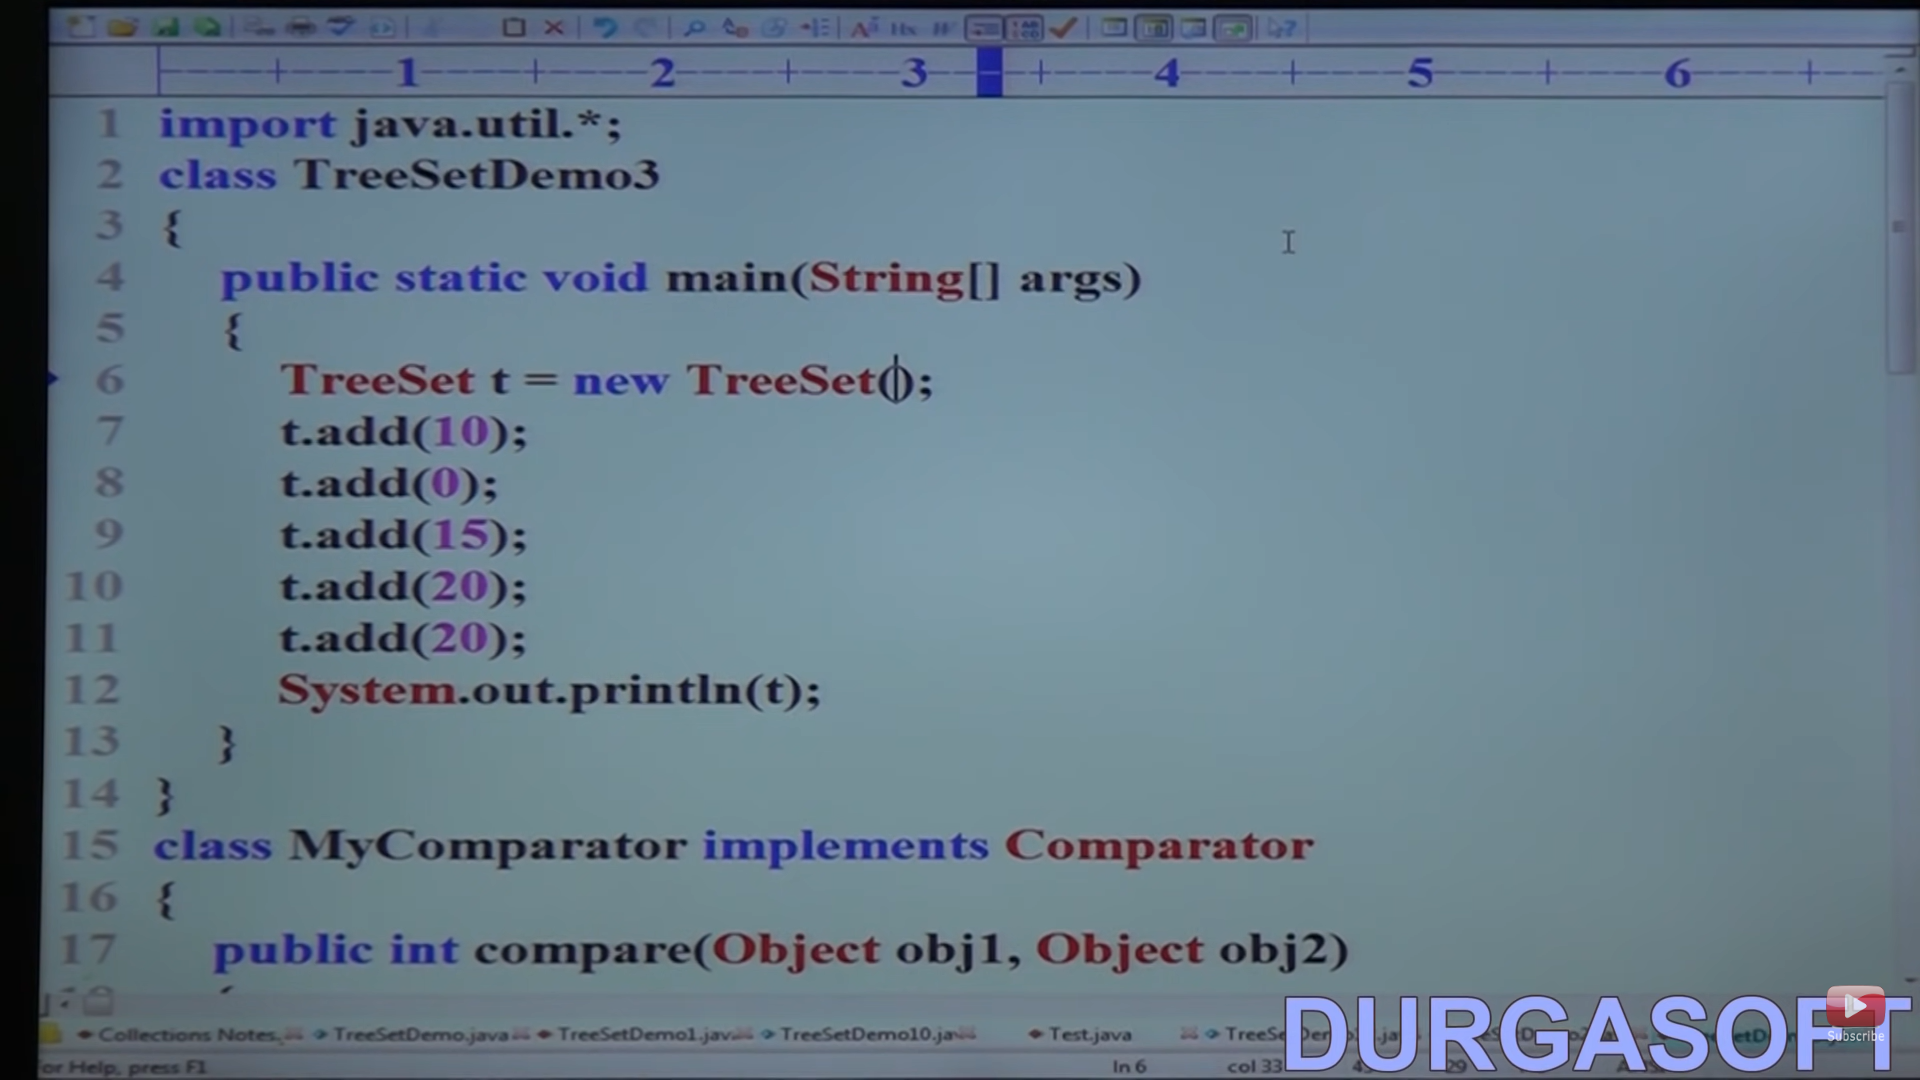 1 2 3 4 5 6
1 import java.util.*;
2 class TreeSetDemo3
3 {
4 public static void main(String[] args)
5 {
6 TreeSet t = new TreeSet();
7 t.add(10);
8 t.add(0);
9 t.add(15);
10 t.add(20);
11 t.add(20);
12 System.out.println(t);
13 }
14 }
15 class MyComparator implements Comparator
16 {
17 public int compare(Object obj1, Object obj2)
Collections Notes. TreeSetDemo.java TreeSetDemo1.jav TreeSetDemo10.ja Test.java
or Help, press F1 ln 6 col 33
DURGASOFT
Subscribe